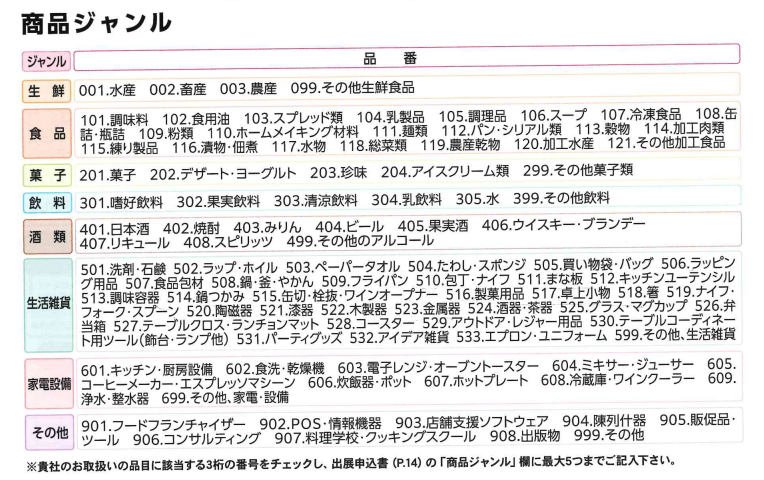 商品ジャンル
ジャンル 品番
生鮮 001.水産 002.畜産 003.農産 099.その他生鮮食品
食品 101.調味料 102.食用油 103.スプレッド類 104.乳製品 105.調理品 106.スープ 107.冷凍食品 108.缶
詰・瓶詰 109.粉類 110.ホームメイキング材料 111.麺類 112.パン・シリアル類 113.穀物 114.加工肉類
115.練り製品 116.漬物・佃煮 117.水物 118.総菜類 119.農産乾物 120.加工水産 121.その他加工食品
菓子 201.菓子 202.デザート・ヨーグルト 203.珍味 204.アイスクリーム類 299.その他菓子類
飲料 301.嗜好飲料 302.果実飲料 303.清涼飲料 304.乳飲料 305.水 399.その他飲料
酒類 401.日本酒 402.焼酎 403.みりん 404.ビール 405.果実酒 406.ウイスキー・ブランデー
407.リキュール 408.スピリッツ 499.その他のアルコール
生活雑貨 501.洗剤・石鹸 502.ラップ・ホイル 503.ペーパータオル 504.たわし・スポンジ 505.買い物袋・バッグ 506.ラッピン
グ用品 507.食品包材 508.鍋・釜・やかん 509.フライパン 510.包丁・ナイフ 511.まな板 512.キッチンユーテンシル
513.調味容器 514.鍋つかみ 515.缶切・栓抜・ワインオープナー 516.製菓用品 517.卓上小物 518.箸 519.ナイフ・
フォーク・スプーン 520.陶磁器 521.漆器 522.木製器 523.金属器 524.酒器・茶器 525.グラス・マグカップ 526.弁
当箱 527.テーブルクロス・ランチョンマット 528.コースター 529.アウトドア・レジャー用品 530.テーブルコーディネー
ト用ツール(飾台・ランプ他) 531.パーティグッズ 532.アイデア雑貨 533.エプロン・ユニフォーム 599.その他、生活雑貨
家電設備 601.キッチン・厨房設備 602.食洗・乾燥機 603.電子レンジ・オーブントースター 604.ミキサー・ジューサー 605.
コーヒーメーカー・エスプレッソマシーン 606.炊飯器・ポット 607.ホットプレート 608.冷蔵庫・ワインクーラー 609.
浄水・整水器 699.その他、家電・設備
その他 901.フードフランチャイザー 902.POS・情報機器 903.店舗支援ソフトウェア 904.陳列什器 905.販促品・
ツール 906.コンサルティング 907.料理学校・クッキングスクール 908.出版物 999.その他
※貴社のお取扱いの品目に該当する3桁の番号をチェックし、出展申込書(P.14)の「商品ジャンル」欄に最大5つまでご記入下さい。